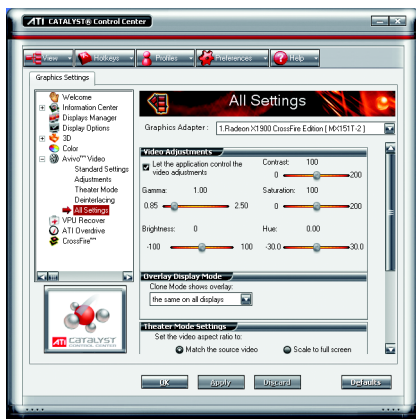 ATI CATALYST® Control Center
View
Hotkeys
Profiles
Preferences
Help
Graphics Settings
Welcome
Information Center
Displays Manager
Display Options
3D
Color
Avivo™ Video
Standard Settings
Adjustments
Theater Mode
Deinterlacing
All Settings
VPU Recover
ATI Overdrive
CrossFire™
ATI CATALYST
CONTROL CENTER
All Settings
Graphics Adapter:
1.Radeon X1900 CrossFire Edition [ MX151T-2 ]
Video Adjustments
Let the application control the
video adjustments
Contrast: 100
0 200
Gamma: 1.00
0.85 2.50
Saturation: 100
0 200
Brightness: 0
-100 100
Hue: 0.00
-30.0 30.0
Overlay Display Mode
Clone Mode shows overlay:
the same on all displays
Theater Mode Settings
Set the video aspect ratio to:
Match the source video
Scale to full screen
OK
Apply
Discard
Defaults